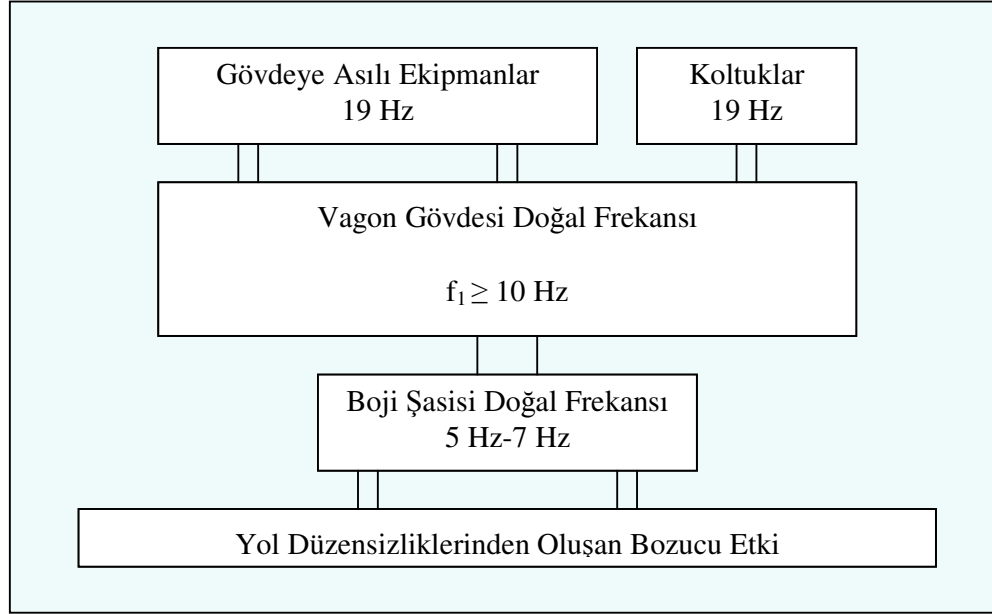 Gövdeye Asılı Ekipmanlar
19 Hz
Koltuklar
19 Hz
Vagon Gövdesi Doğal Frekansı
f₁ ≥ 10 Hz
Boji Şasisi Doğal Frekansı
5 Hz-7 Hz
Yol Düzensizliklerinden Oluşan Bozucu Etki